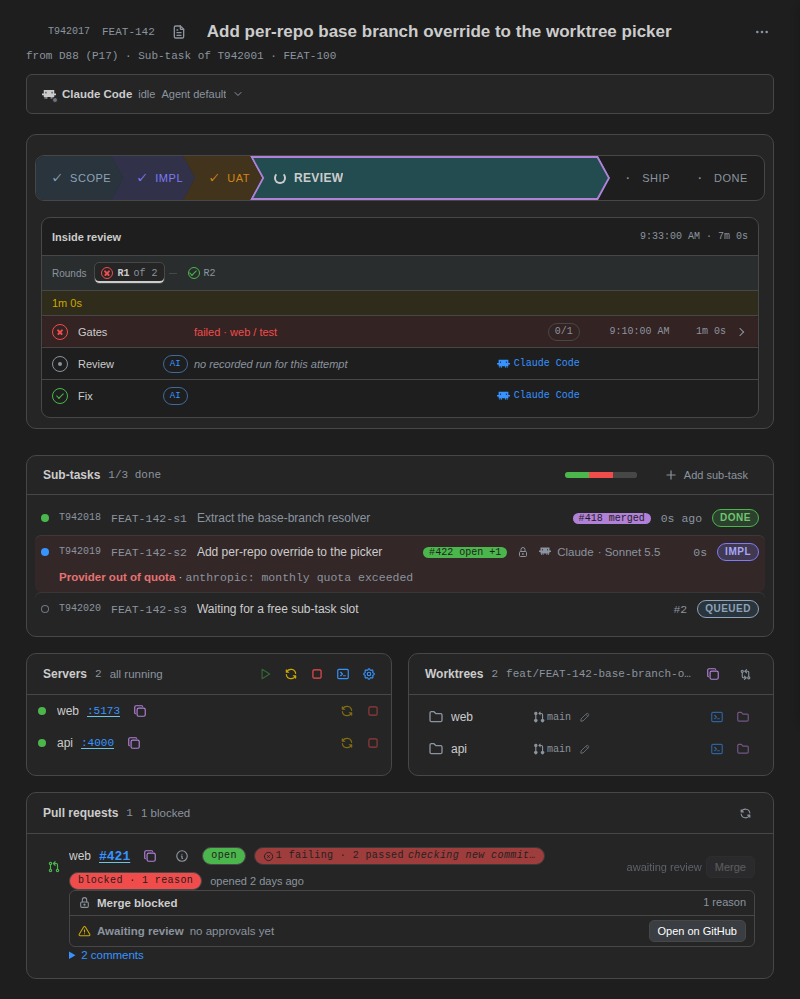 T942017 FEAT-142 Add per-repo base branch override to the worktree picker
from D88 (P17) · Sub-task of T942001 · FEAT-100
Claude Code idle Agent default
SCOPE IMPL UAT REVIEW SHIP DONE
Inside review 9:33:00 AM · 7m 0s
Rounds R1 of 2 — R2
1m 0s
Gates failed · web / test 0/1 9:10:00 AM 1m 0s
Review AI no recorded run for this attempt Claude Code
Fix AI Claude Code
Sub-tasks 1/3 done Add sub-task
T942018 FEAT-142-s1 Extract the base-branch resolver #418 merged 0s ago DONE
T942019 FEAT-142-s2 Add per-repo override to the picker #422 open +1 Claude · Sonnet 5.5 0s IMPL
Provider out of quota · anthropic: monthly quota exceeded
T942020 FEAT-142-s3 Waiting for a free sub-task slot #2 QUEUED
Servers 2 all running
web :5173
api :4000
Worktrees 2 feat/FEAT-142-base-branch-o…
web main
api main
Pull requests 1 1 blocked
web #421 open 1 failing · 2 passed checking new commit…
blocked · 1 reason opened 2 days ago
awaiting review Merge
Merge blocked 1 reason
Awaiting review no approvals yet Open on GitHub
2 comments